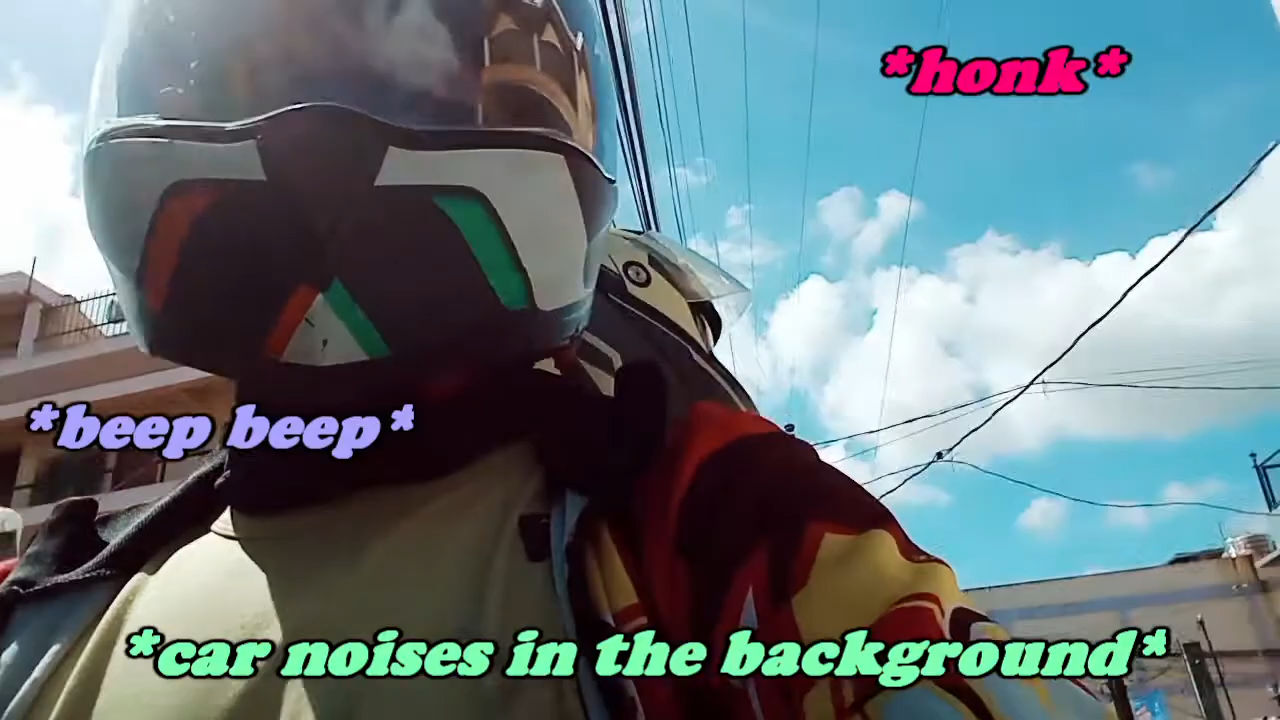 *honk*
*beep beep*
*car noises in the background*